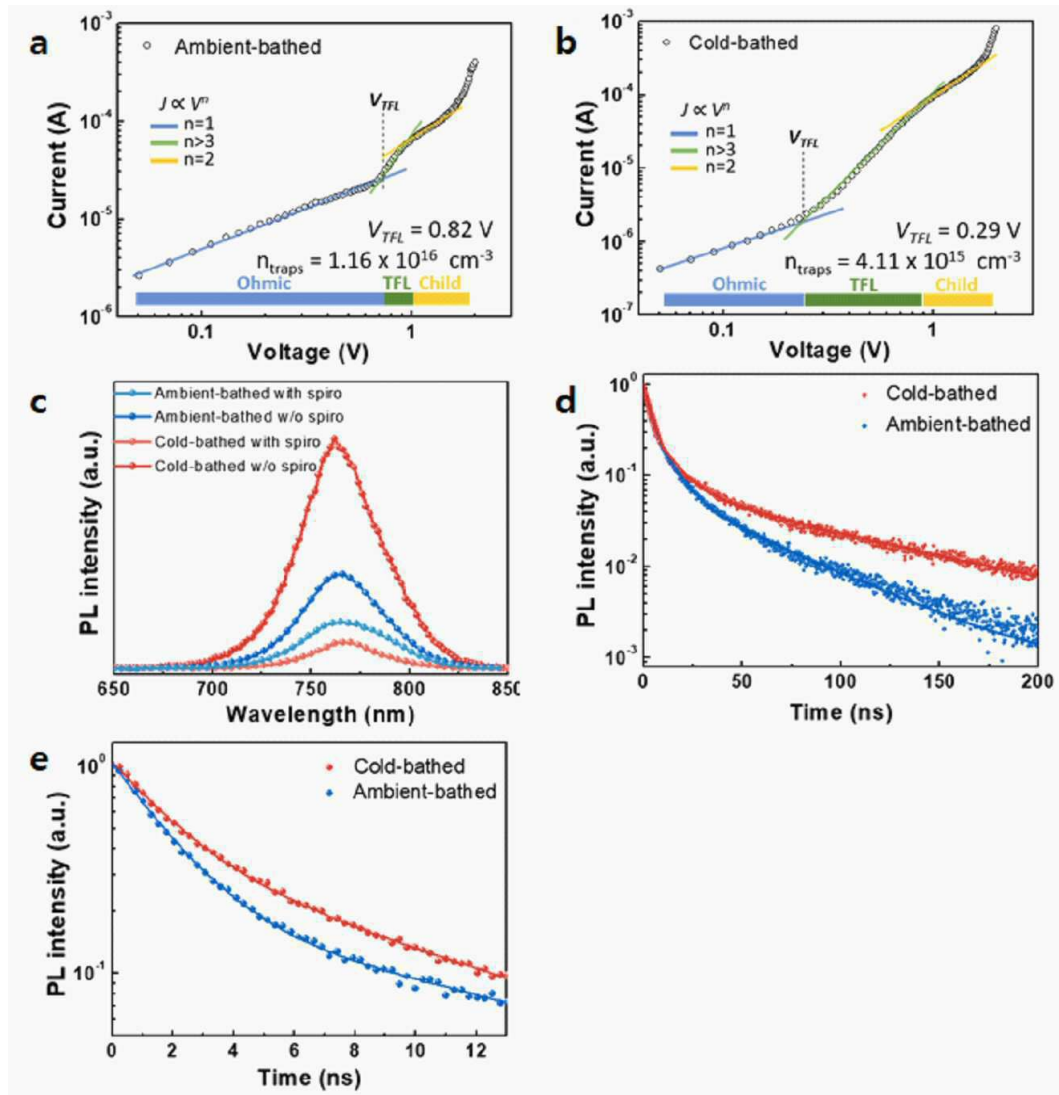 a
Ambient-bathed
J ∝ Vⁿ
n=1
n>3
n=2
V_TFL
V_TFL = 0.82 V
n_traps = 1.16 x 10¹⁶ cm⁻³
Ohmic TFL Child
Current (A)
10⁻³
10⁻⁴
10⁻⁵
10⁻⁶
0.1 1
Voltage (V)
b
Cold-bathed
J ∝ Vⁿ
n=1
n>3
n=2
V_TFL
V_TFL = 0.29 V
n_traps = 4.11 x 10¹⁵ cm⁻³
Ohmic TFL Child
Current (A)
10⁻³
10⁻⁴
10⁻⁵
10⁻⁶
10⁻⁷
0.1 1
Voltage (V)
c
Ambient-bathed with spiro
Ambient-bathed w/o spiro
Cold-bathed with spiro
Cold-bathed w/o spiro
PL intensity (a.u.)
650 700 750 800 850
Wavelength (nm)
d
Cold-bathed
Ambient-bathed
PL intensity (a.u.)
10⁰
10⁻¹
10⁻²
10⁻³
0 50 100 150 200
Time (ns)
e
Cold-bathed
Ambient-bathed
PL intensity (a.u.)
10⁰
10⁻¹
0 2 4 6 8 10 12
Time (ns)